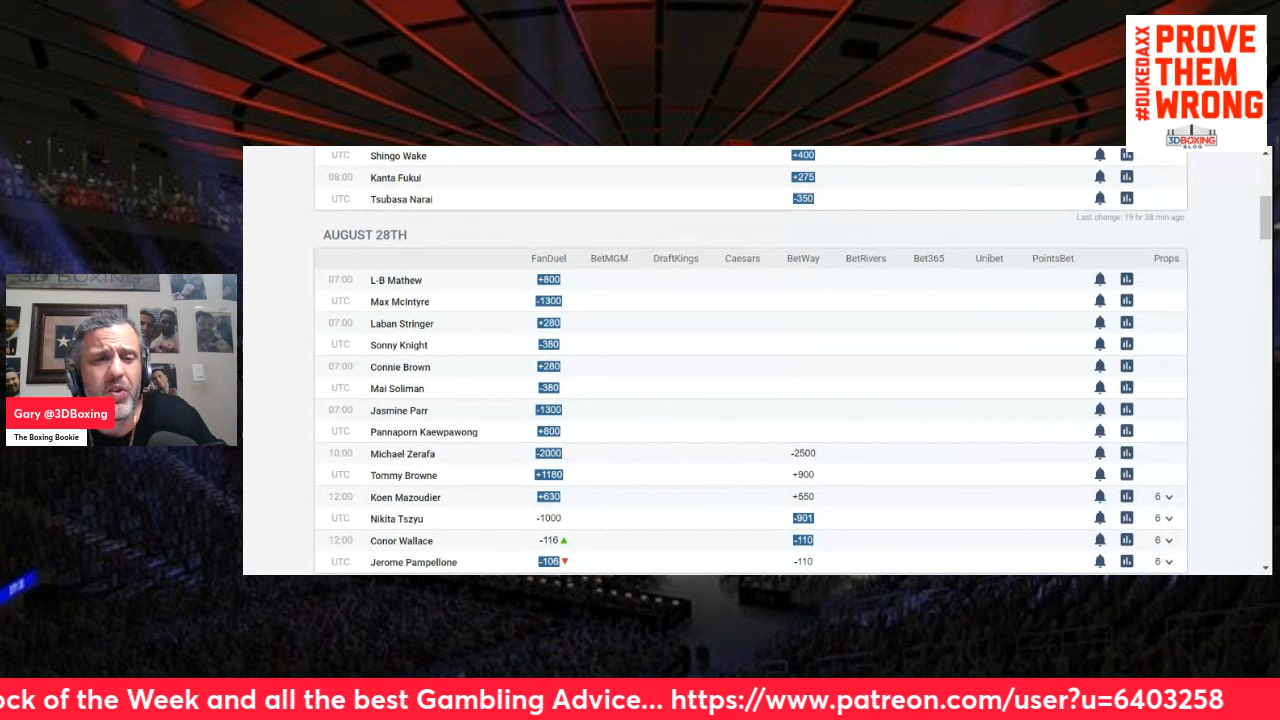 #DUKEDAXX
PROVE
THEM
WRONG
3DBOXING
BLOG
UTC Shingo Wake +400
08:00 Kanta Fukui +275
UTC Tsubasa Narai -350
Last change: 19 hr 38 min ago
AUGUST 28TH
FanDuel BetMGM DraftKings Caesars BetWay BetRivers Bet365 Unibet PointsBet Props
07:00 L-B Mathew +800
UTC Max McIntyre -1300
07:00 Laban Stringer +280
UTC Sonny Knight -380
07:00 Connie Brown +280
UTC Mai Soliman -380
07:00 Jasmine Parr -1300
UTC Pannaporn Kaewpawong +800
10:00 Michael Zerafa -2000 -2500
UTC Tommy Browne +1180 +900
12:00 Koen Mazoudier +630 +550 6
UTC Nikita Tszyu -1000 -901 6
12:00 Conor Wallace -116 -110 6
UTC Jerome Pampellone -106 -110 6
3D BOXING
Gary @3DBoxing
The Boxing Bookie
ock of the Week and all the best Gambling Advice... https://www.patreon.com/user?u=6403258